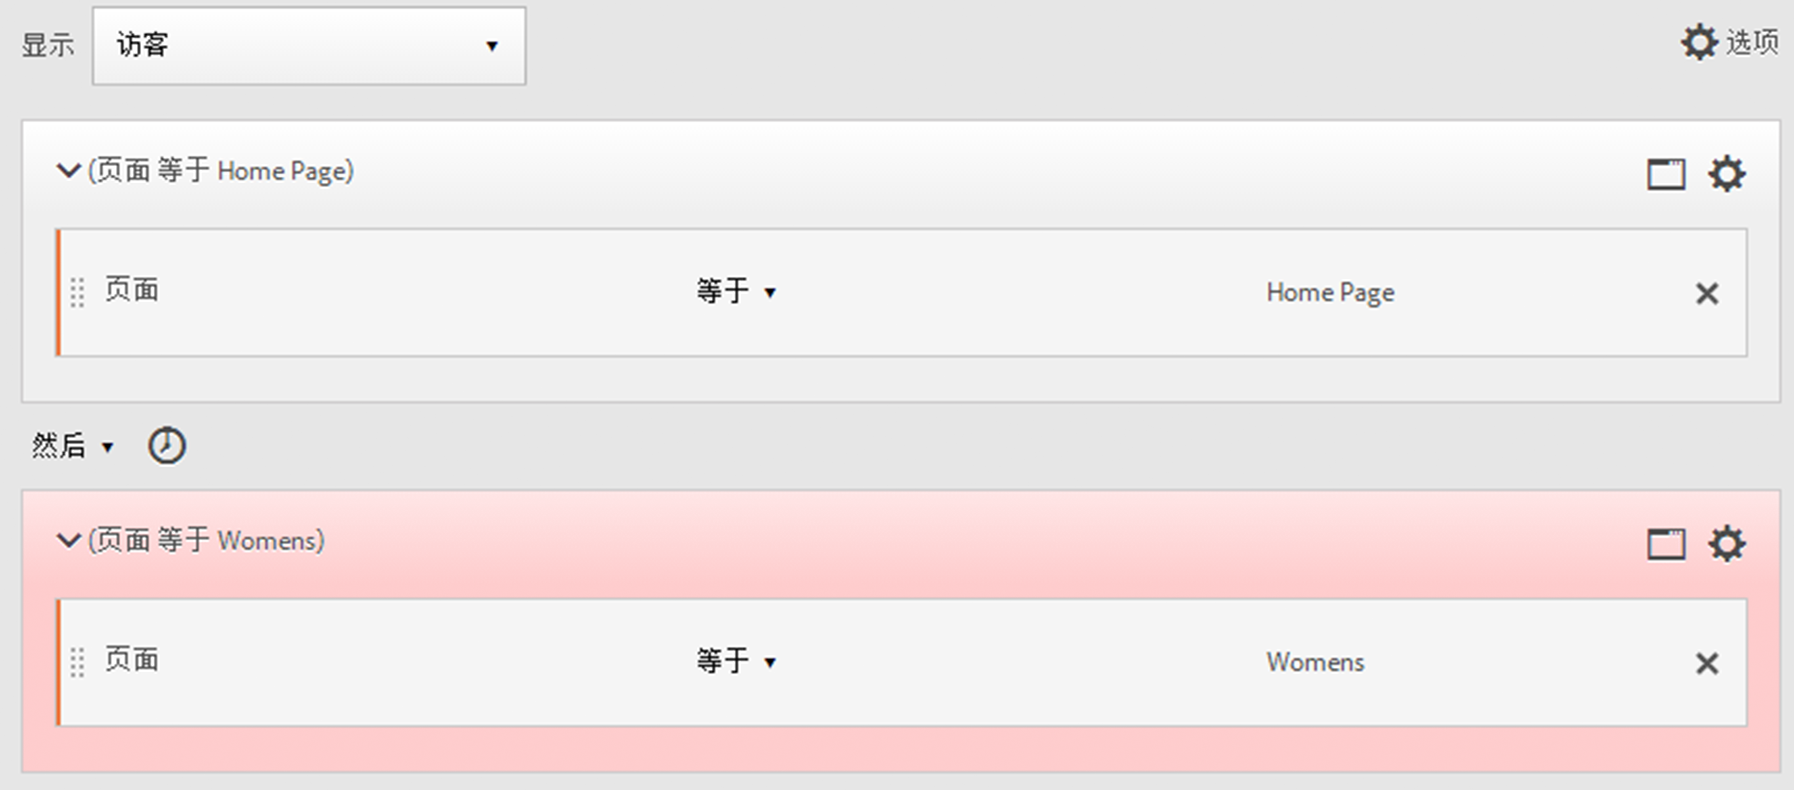 显示 访客 选项
(页面 等于 Home Page)
页面 等于 Home Page
然后
(页面 等于 Womens)
页面 等于 Womens